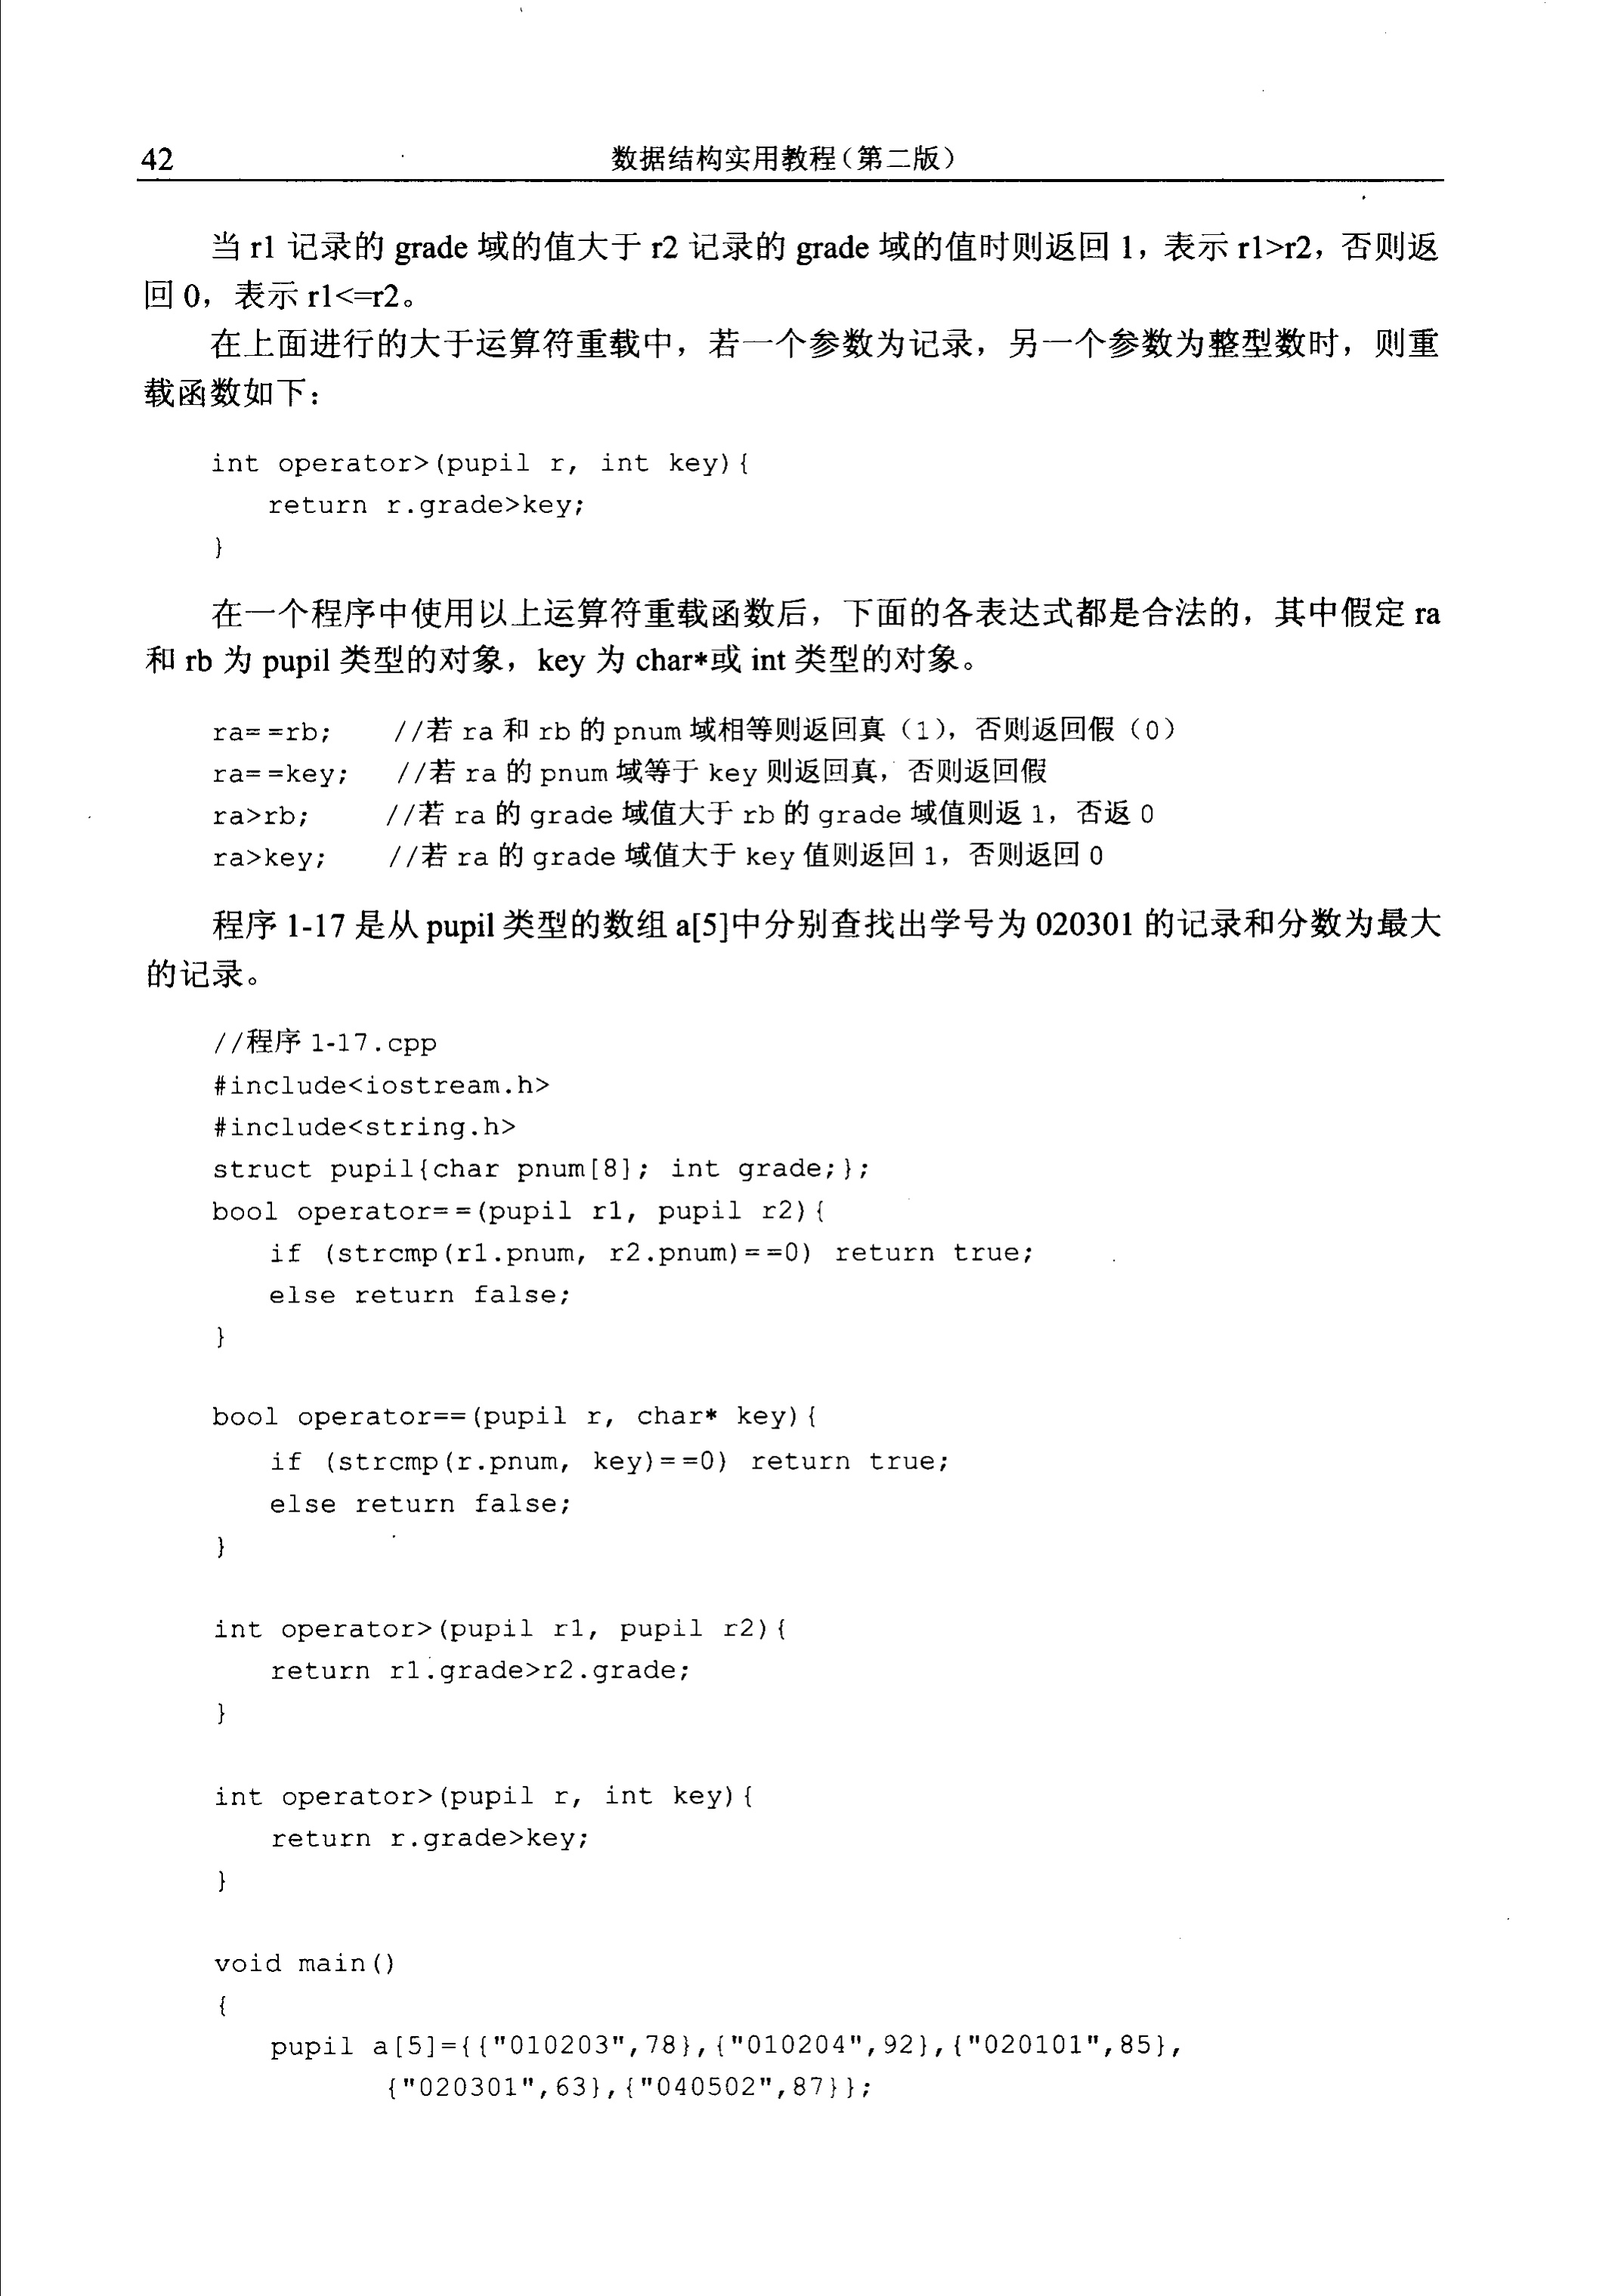 42
数据结构实用教程（第二版）
当 r1 记录的 grade 域的值大于 r2 记录的 grade 域的值时则返回 1，表示 r1>r2，否则返
回 0，表示 r1<=r2。
在上面进行的大于运算符重载中，若一个参数为记录，另一个参数为整型数时，则重
载函数如下：
int operator>(pupil r, int key){
return r.grade>key;
}
在一个程序中使用以上运算符重载函数后，下面的各表达式都是合法的，其中假定 ra
和 rb 为 pupil 类型的对象，key 为 char*或 int 类型的对象。
ra==rb; //若 ra 和 rb 的 pnum 域相等则返回真（1），否则返回假（0）
ra==key; //若 ra 的 pnum 域等于 key 则返回真，否则返回假
ra>rb; //若 ra 的 grade 域值大于 rb 的 grade 域值则返 1，否返 0
ra>key; //若 ra 的 grade 域值大于 key 值则返回 1，否则返回 0
程序 1-17 是从 pupil 类型的数组 a[5]中分别查找出学号为 020301 的记录和分数为最大
的记录。
//程序 1-17.cpp
#include<iostream.h>
#include<string.h>
struct pupil{char pnum[8]; int grade;};
bool operator==(pupil r1, pupil r2){
if (strcmp(r1.pnum, r2.pnum)==0) return true;
else return false;
}
bool operator==(pupil r, char* key){
if (strcmp(r.pnum, key)==0) return true;
else return false;
}
int operator>(pupil r1, pupil r2){
return r1.grade>r2.grade;
}
int operator>(pupil r, int key){
return r.grade>key;
}
void main()
{
pupil a[5]={{"010203",78},{"010204",92},{"020101",85},
{"020301",63},{"040502",87}};